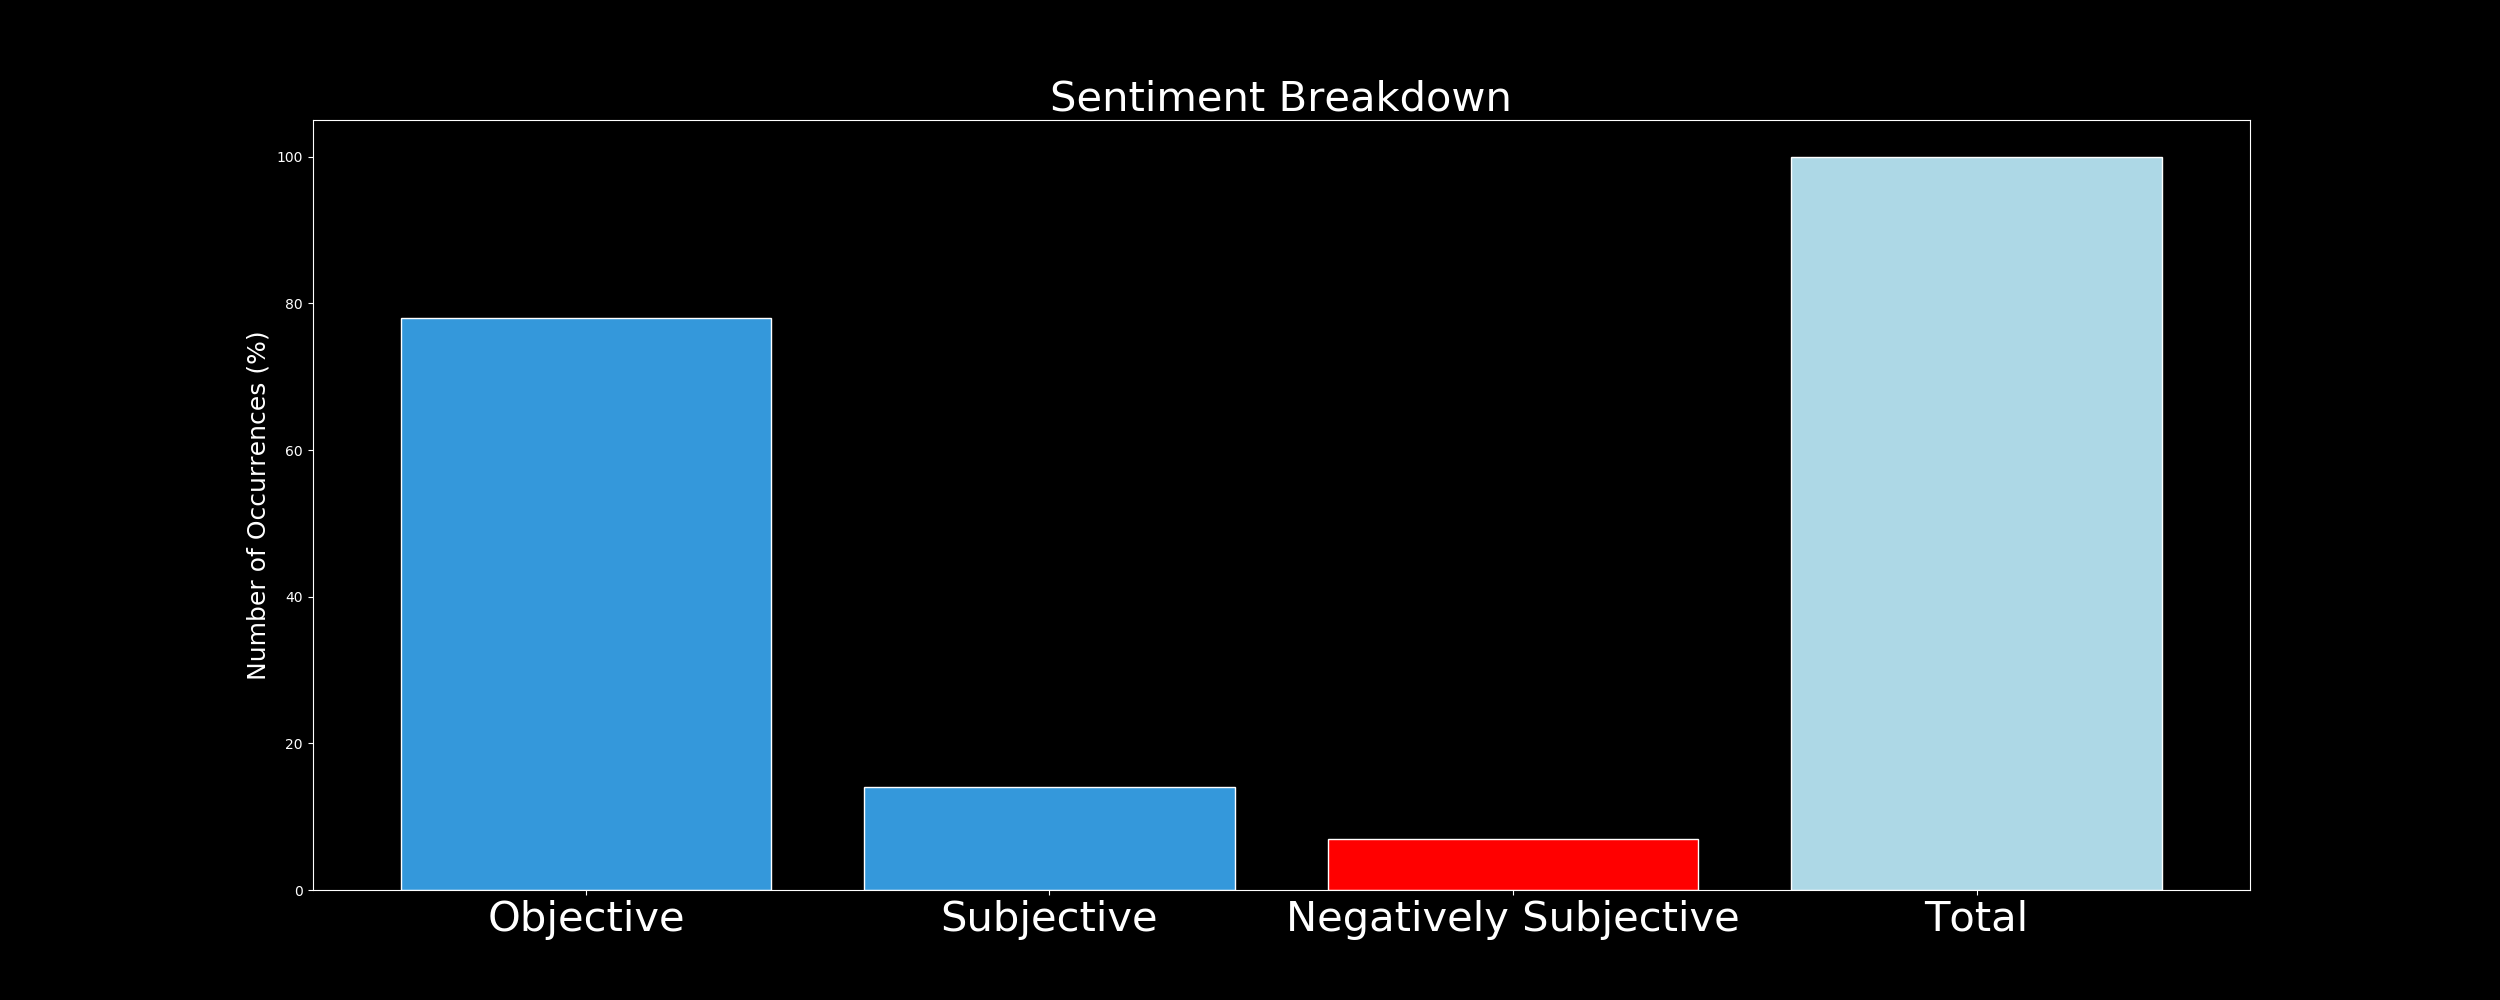 Sentiment Breakdown
Number of Occurrences (%)
100
80
60
40
20
0
Objective
Subjective
Negatively Subjective
Total